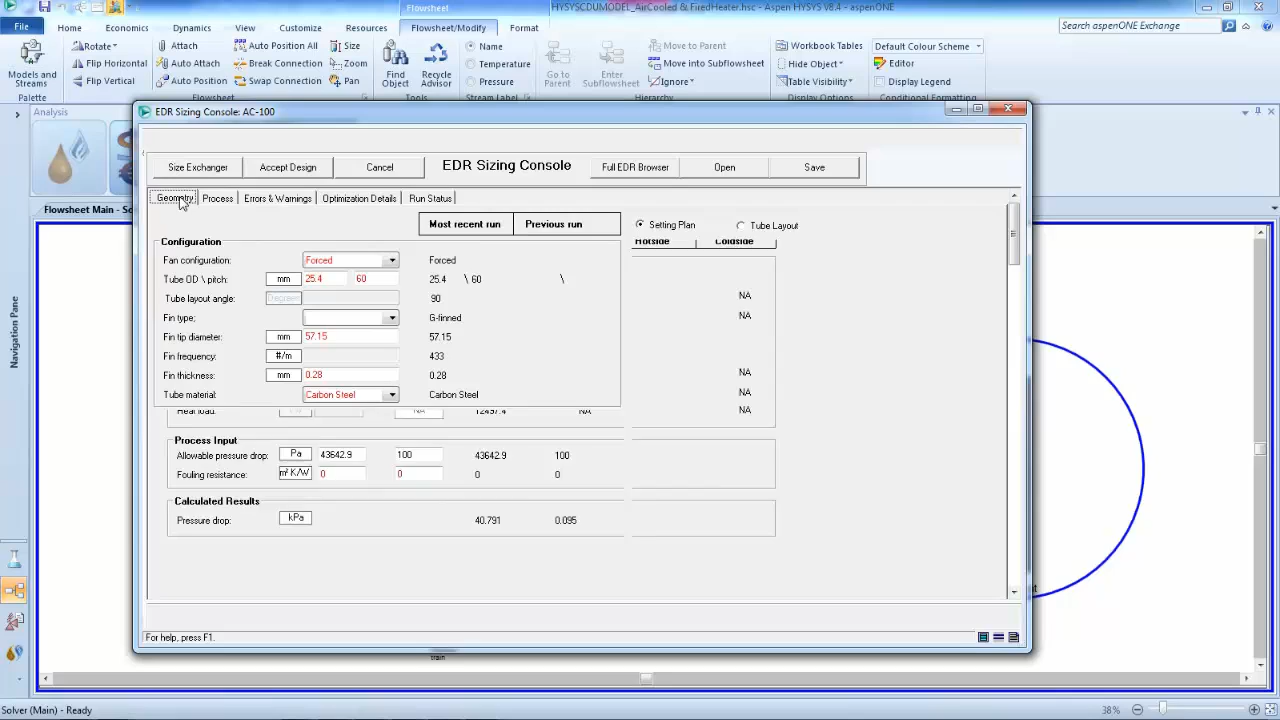 Flowsheet
HYSYSCDUMODEL_AirCooled & FiredHeater.hsc - Aspen HYSYS V8.4 - aspenONE
File
Home
Economics
Dynamics
View
Customize
Resources
Flowsheet/Modify
Format
Search aspenONE Exchange
Models and Streams
Palette
Rotate
Flip Horizontal
Flip Vertical
Attach
Auto Attach
Auto Position
Auto Position All
Break Connection
Swap Connection
Size
Zoom
Pan
Flowsheet
Find Object
Recycle Advisor
Tools
Name
Temperature
Pressure
Stream Label
Go to Parent
Enter Subflowsheet
Move to Parent
Move into Subflowsheet
Ignore
Hierarchy
Workbook Tables
Hide Object
Table Visibility
Display Options
Default Colour Scheme
Editor
Display Legend
Conditional Formatting
Analysis
Flowsheet Main - So
Navigation Pane
EDR Sizing Console: AC-100
Size Exchanger
Accept Design
Cancel
EDR Sizing Console
Full EDR Browser
Open
Save
Geometry
Process
Errors & Warnings
Optimization Details
Run Status
Most recent run
Previous run
Setting Plan
Tube Layout
Hotside
Coldside
Configuration
Fan configuration: Forced Forced
Tube OD \ pitch: mm 25.4 60 25.4 \ 60 \
Tube layout angle: Degrees 90
NA
Fin type: G-finned
NA
Fin tip diameter: mm 57.15 57.15
Fin frequency: #/m 433
Fin thickness: mm 0.28 0.28
NA
Tube material: Carbon Steel Carbon Steel
NA
Heat load: NA 12497.4 NA
NA
Process Input
Allowable pressure drop: Pa 43642.9 100 43642.9 100
Fouling resistance: m² K/W 0 0 0 0
Calculated Results
Pressure drop: kPa 40.791 0.095
For help, press F1.
train
Solver (Main) - Ready
38%